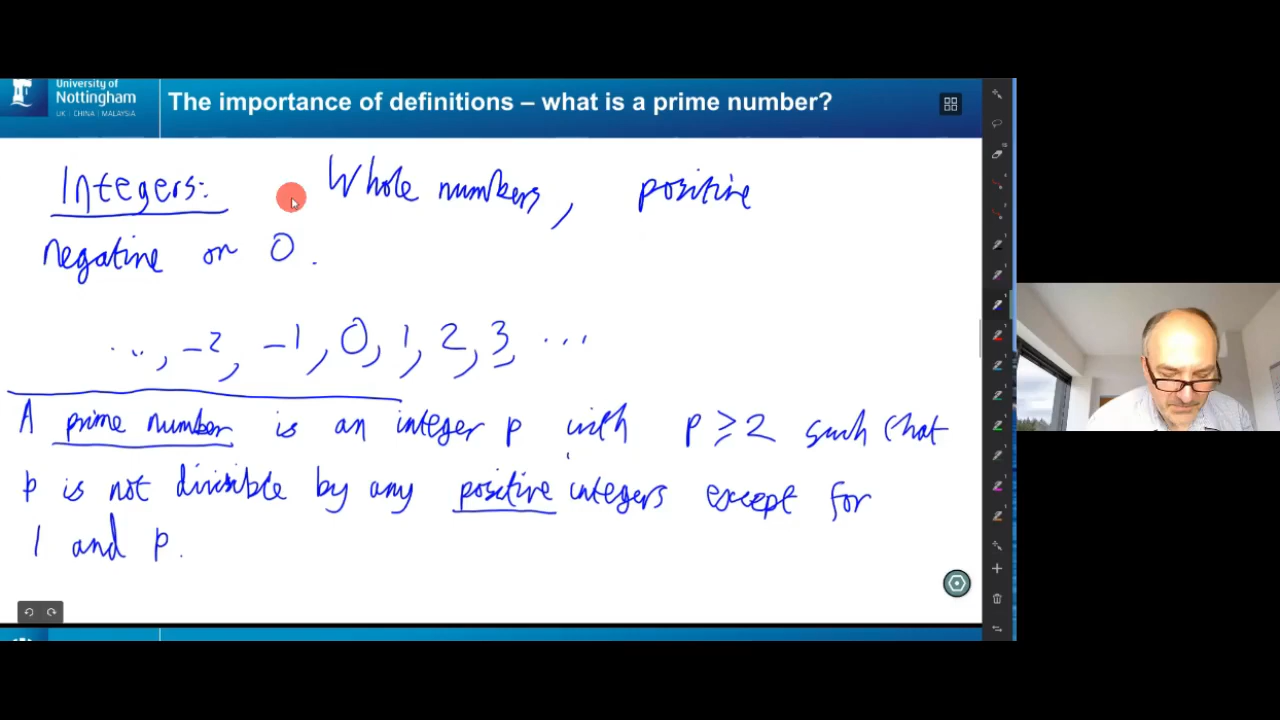 University of
Nottingham
UK | CHINA | MALAYSIA
The importance of definitions – what is a prime number?
Integers: Whole numbers, positive
negative or 0.
..., -2, -1, 0, 1, 2, 3, ...
A prime number is an integer p with p ≥ 2 such that
p is not divisible by any positive integers except for
1 and p.